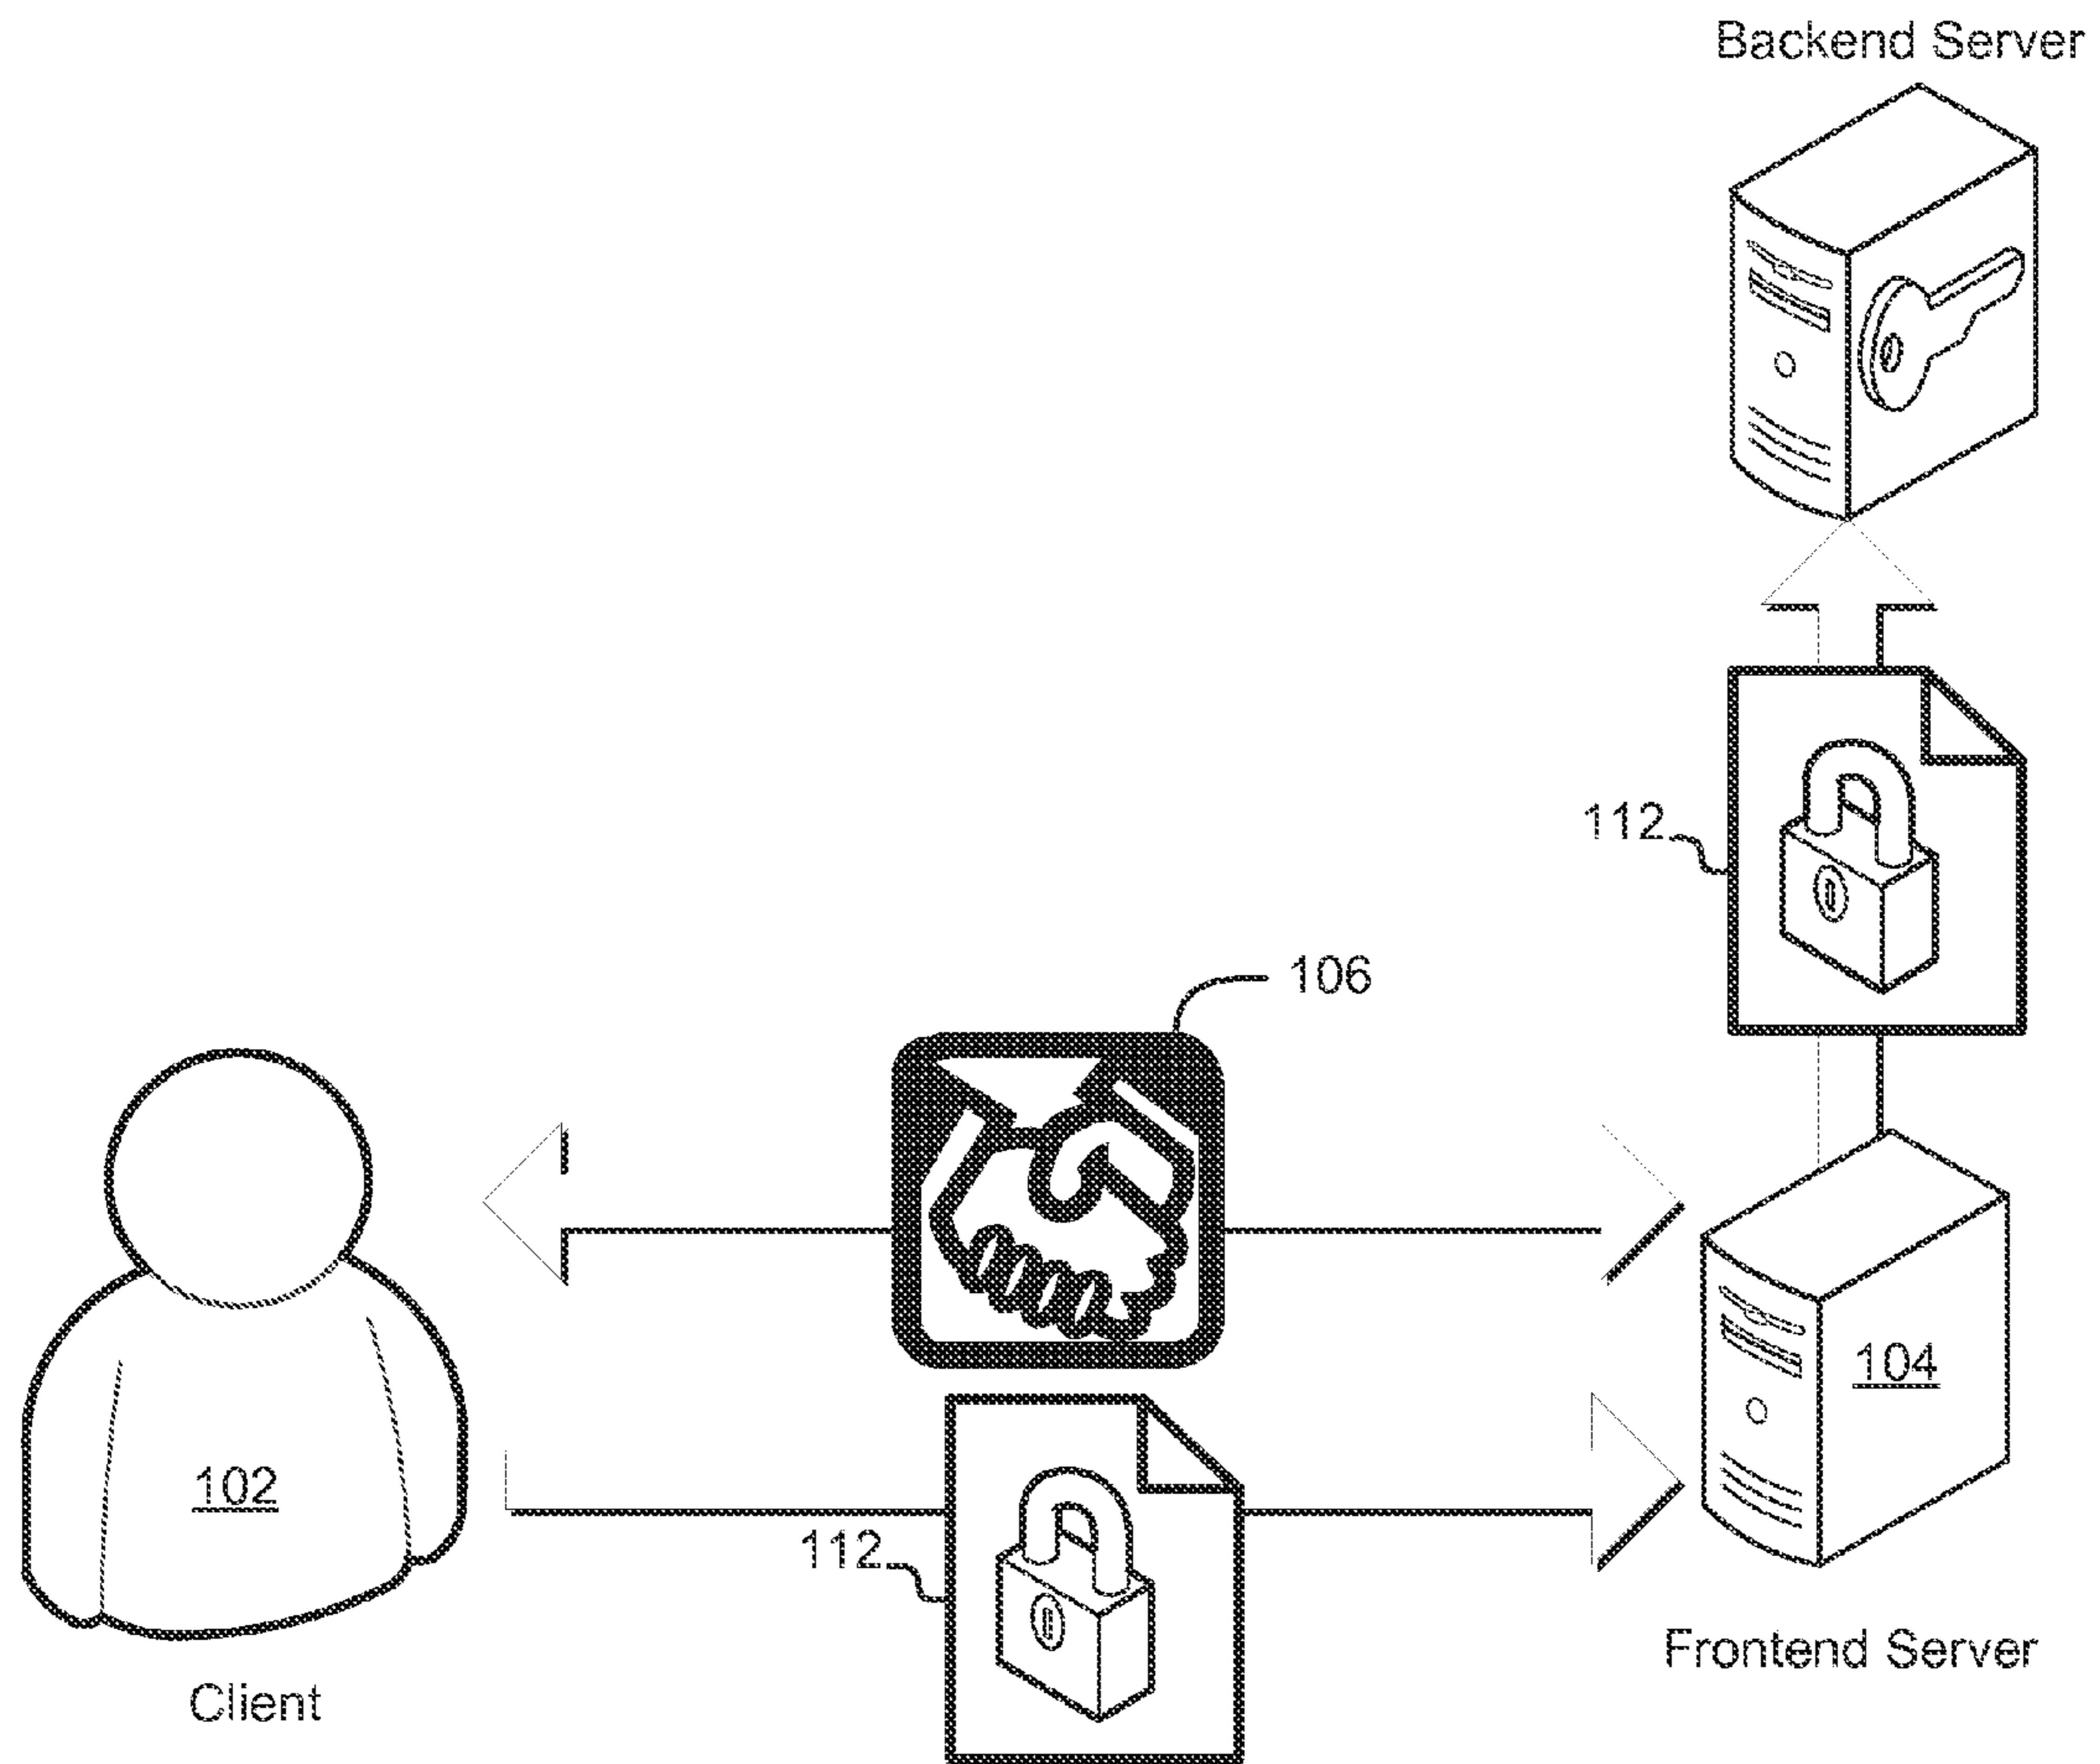 Backend Server
112
106
104
102
112
Frontend Server
Client